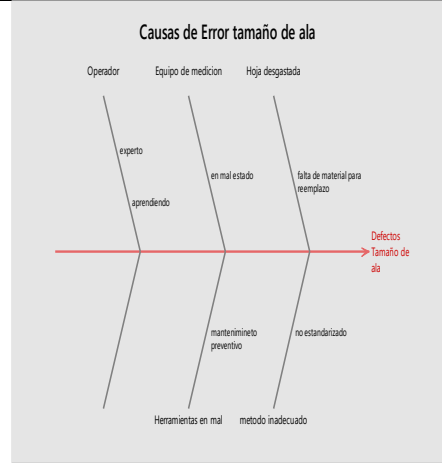 Causas de Error tamaño de ala
Operador
Equipo de medicion
Hoja desgastada
experto
en mal estado
falta de material para
reemplazo
aprendiendo
Defectos
Tamaño de
ala
mantenimineto
preventivo
no estandarizado
Herramientas en mal
metodo inadecuado